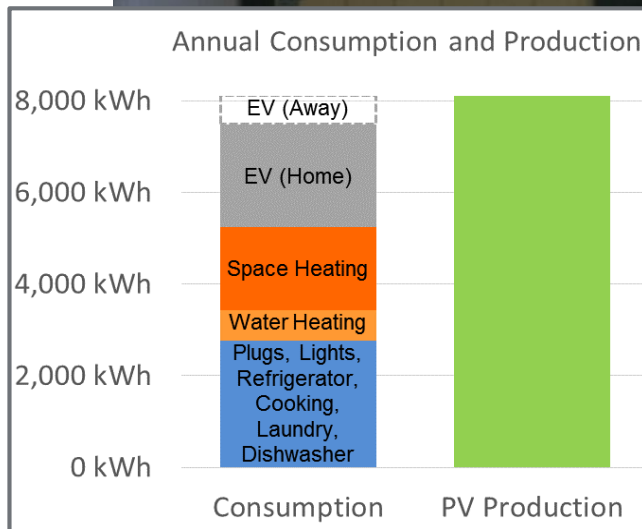 Annual Consumption and Production
8,000 kWh
6,000 kWh
4,000 kWh
2,000 kWh
0 kWh
EV (Away)
EV (Home)
Space Heating
Water Heating
Plugs, Lights,
Refrigerator,
Cooking,
Laundry,
Dishwasher
Consumption
PV Production